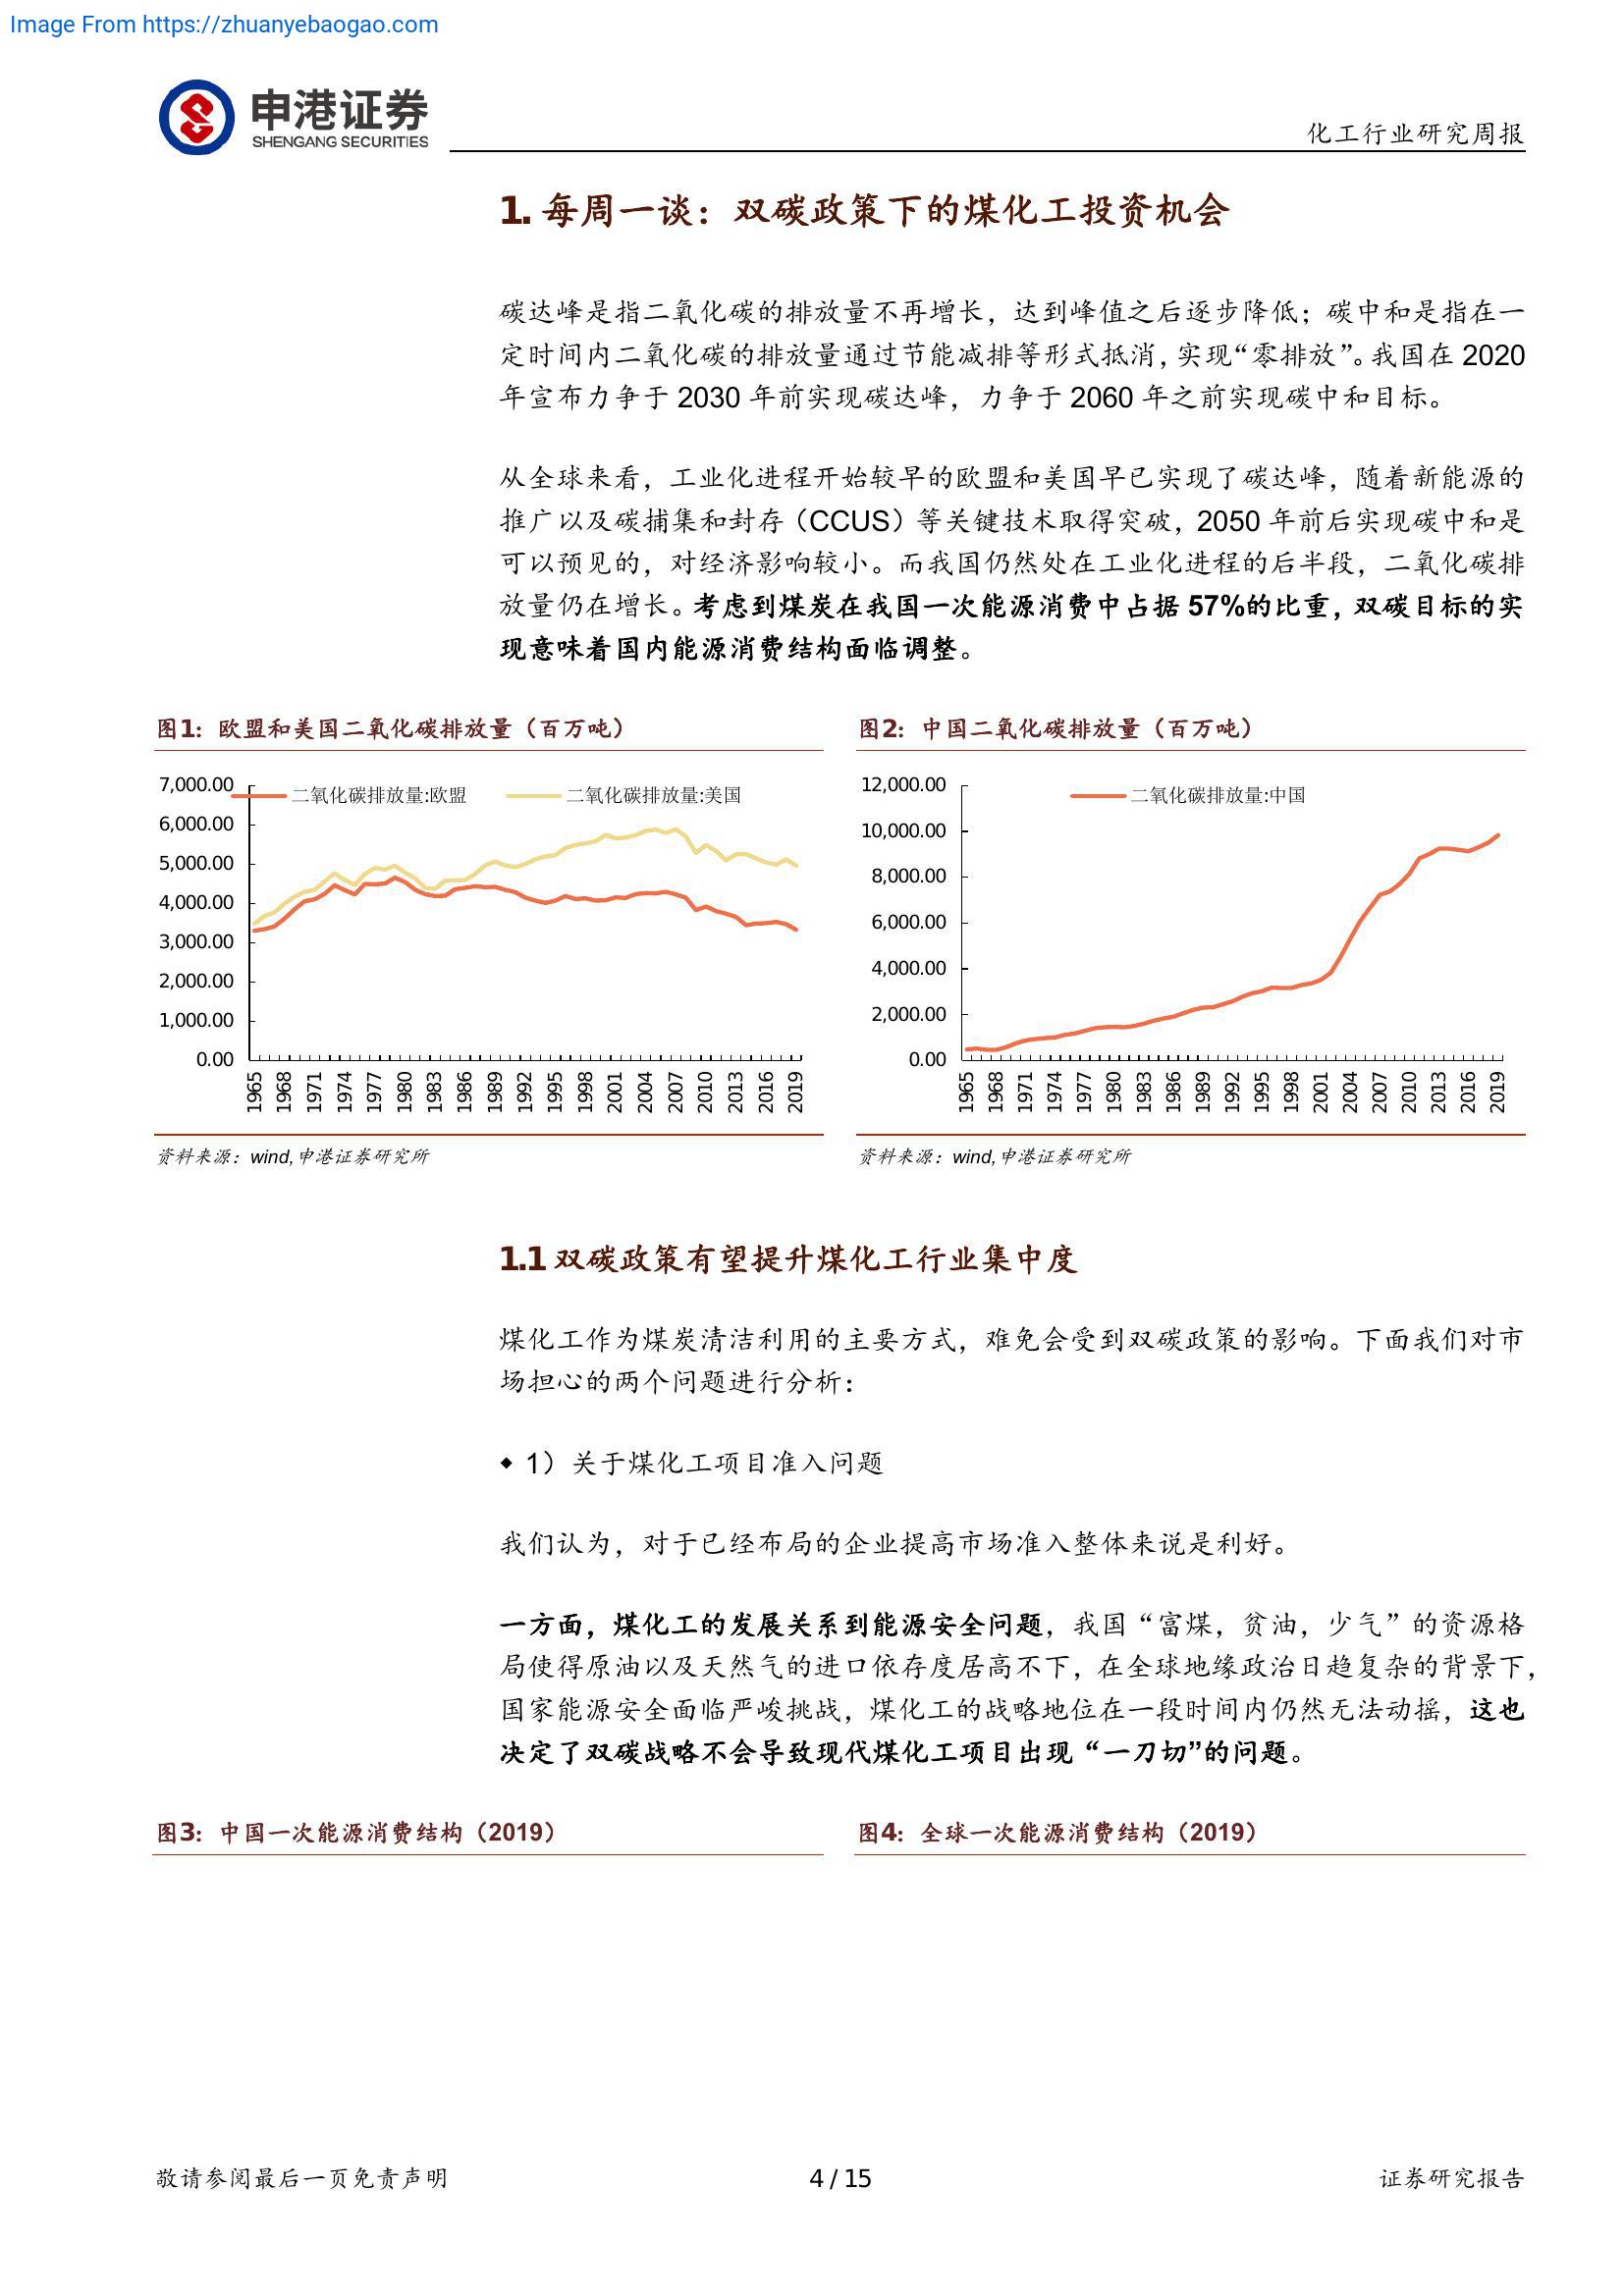 Image From https://zhuanyebaogao.com
申港证券
SHENGANG SECURITIES
化工行业研究周报
1. 每周一谈：双碳政策下的煤化工投资机会
碳达峰是指二氧化碳的排放量不再增长，达到峰值之后逐步降低；碳中和是指在一
定时间内二氧化碳的排放量通过节能减排等形式抵消，实现“零排放”。我国在 2020
年宣布力争于 2030 年前实现碳达峰，力争于 2060 年之前实现碳中和目标。
从全球来看，工业化进程开始较早的欧盟和美国早已实现了碳达峰，随着新能源的
推广以及碳捕集和封存（CCUS）等关键技术取得突破，2050 年前后实现碳中和是
可以预见的，对经济影响较小。而我国仍然处在工业化进程的后半段，二氧化碳排
放量仍在增长。考虑到煤炭在我国一次能源消费中占据 57%的比重，双碳目标的实
现意味着国内能源消费结构面临调整。
图1：欧盟和美国二氧化碳排放量（百万吨）
7,000.00
6,000.00
5,000.00
4,000.00
3,000.00
2,000.00
1,000.00
0.00
二氧化碳排放量:欧盟
二氧化碳排放量:美国
1965 1968 1971 1974 1977 1980 1983 1986 1989 1992 1995 1998 2001 2004 2007 2010 2013 2016 2019
资料来源：wind,申港证券研究所
图2：中国二氧化碳排放量（百万吨）
12,000.00
10,000.00
8,000.00
6,000.00
4,000.00
2,000.00
0.00
二氧化碳排放量:中国
1965 1968 1971 1974 1977 1980 1983 1986 1989 1992 1995 1998 2001 2004 2007 2010 2013 2016 2019
资料来源：wind,申港证券研究所
1.1 双碳政策有望提升煤化工行业集中度
煤化工作为煤炭清洁利用的主要方式，难免会受到双碳政策的影响。下面我们对市
场担心的两个问题进行分析：
◆ 1）关于煤化工项目准入问题
我们认为，对于已经布局的企业提高市场准入整体来说是利好。
一方面，煤化工的发展关系到能源安全问题，我国“富煤，贫油，少气”的资源格
局使得原油以及天然气的进口依存度居高不下，在全球地缘政治日趋复杂的背景下，
国家能源安全面临严峻挑战，煤化工的战略地位在一段时间内仍然无法动摇，这也
决定了双碳战略不会导致现代煤化工项目出现“一刀切”的问题。
图3：中国一次能源消费结构（2019）
图4：全球一次能源消费结构（2019）
敬请参阅最后一页免责声明
4 / 15
证券研究报告